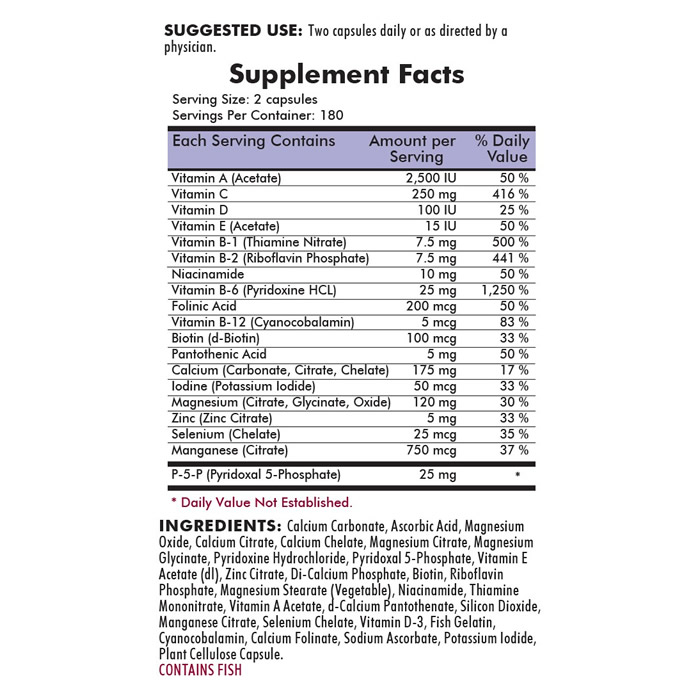 SUGGESTED USE: Two capsules daily or as directed by a
physician.
Supplement Facts
Serving Size: 2 capsules
Servings Per Container: 180
Each Serving Contains Amount per Serving % Daily Value
Vitamin A (Acetate) 2,500 IU 50 %
Vitamin C 250 mg 416 %
Vitamin D 100 IU 25 %
Vitamin E (Acetate) 15 IU 50 %
Vitamin B-1 (Thiamine Nitrate) 7.5 mg 500 %
Vitamin B-2 (Riboflavin Phosphate) 7.5 mg 441 %
Niacinamide 10 mg 50 %
Vitamin B-6 (Pyridoxine HCL) 25 mg 1,250 %
Folinic Acid 200 mcg 50 %
Vitamin B-12 (Cyanocobalamin) 5 mcg 83 %
Biotin (d-Biotin) 100 mcg 33 %
Pantothenic Acid 5 mg 50 %
Calcium (Carbonate, Citrate, Chelate) 175 mg 17 %
Iodine (Potassium Iodide) 50 mcg 33 %
Magnesium (Citrate, Glycinate, Oxide) 120 mg 30 %
Zinc (Zinc Citrate) 5 mg 33 %
Selenium (Chelate) 25 mcg 35 %
Manganese (Citrate) 750 mcg 37 %
P-5-P (Pyridoxal 5-Phosphate) 25 mg *
* Daily Value Not Established.
INGREDIENTS: Calcium Carbonate, Ascorbic Acid, Magnesium
Oxide, Calcium Citrate, Calcium Chelate, Magnesium Citrate, Magnesium
Glycinate, Pyridoxine Hydrochloride, Pyridoxal 5-Phosphate, Vitamin E
Acetate (dl), Zinc Citrate, Di-Calcium Phosphate, Biotin, Riboflavin
Phosphate, Magnesium Stearate (Vegetable), Niacinamide, Thiamine
Mononitrate, Vitamin A Acetate, d-Calcium Pantothenate, Silicon Dioxide,
Manganese Citrate, Selenium Chelate, Vitamin D-3, Fish Gelatin,
Cyanocobalamin, Calcium Folinate, Sodium Ascorbate, Potassium Iodide,
Plant Cellulose Capsule.
CONTAINS FISH